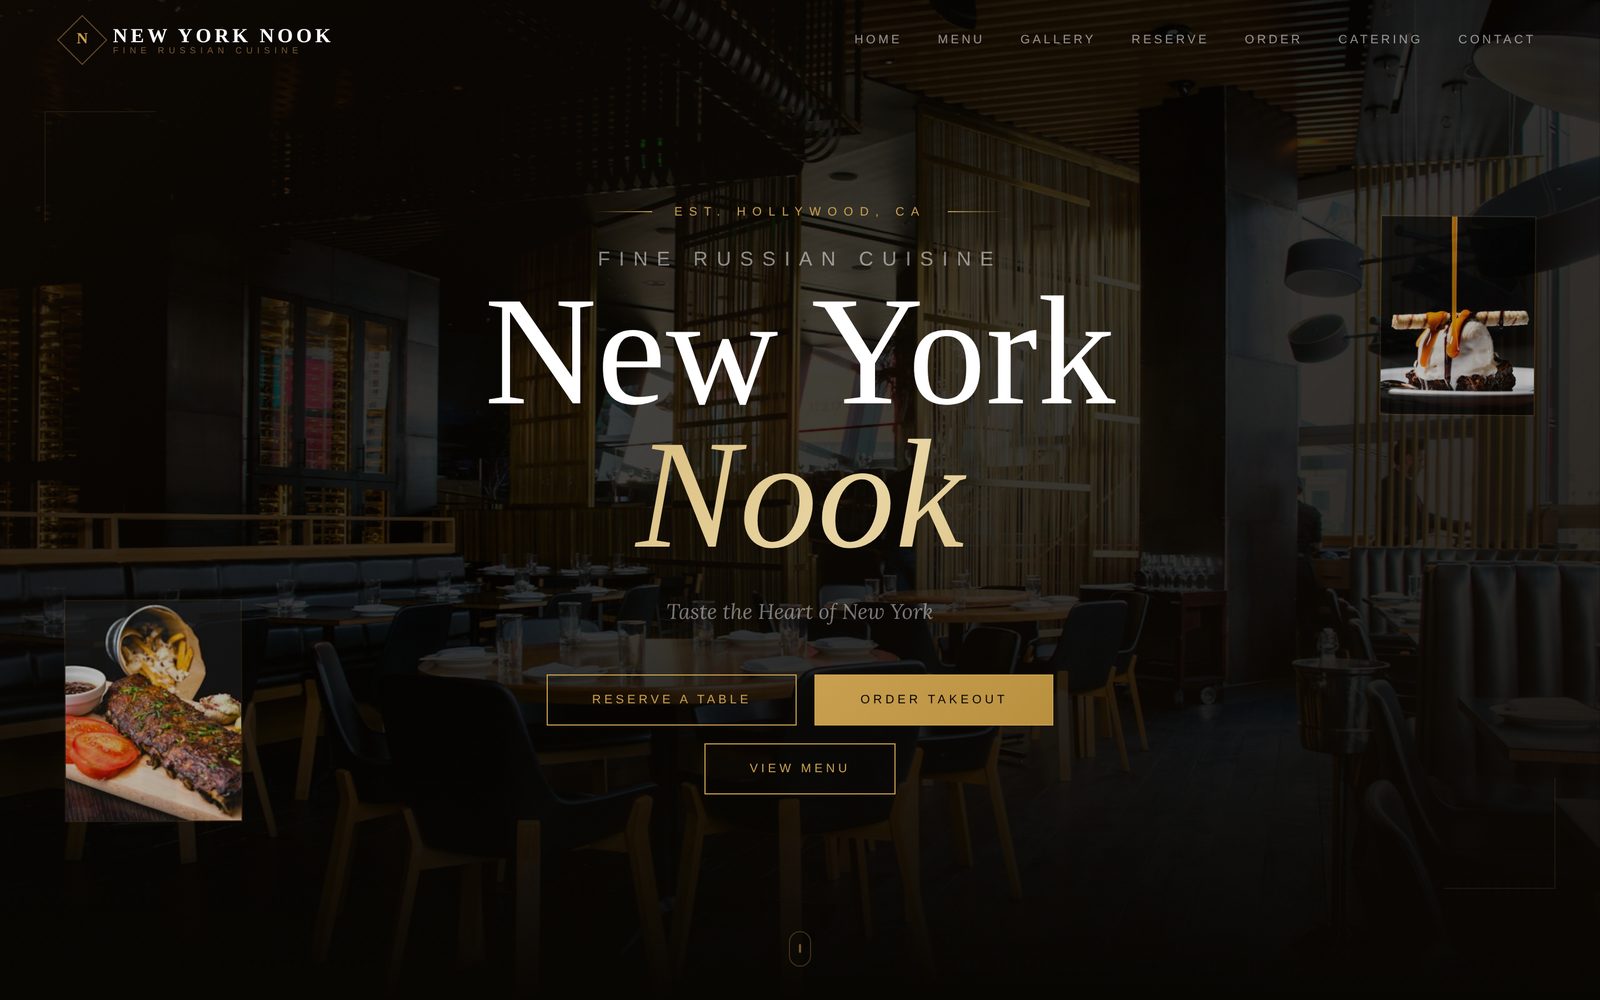 N
NEW YORK NOOK
FINE RUSSIAN CUISINE
HOME MENU GALLERY RESERVE ORDER CATERING CONTACT
EST. HOLLYWOOD, CA
FINE RUSSIAN CUISINE
New York
Nook
Taste the Heart of New York
RESERVE A TABLE ORDER TAKEOUT
VIEW MENU